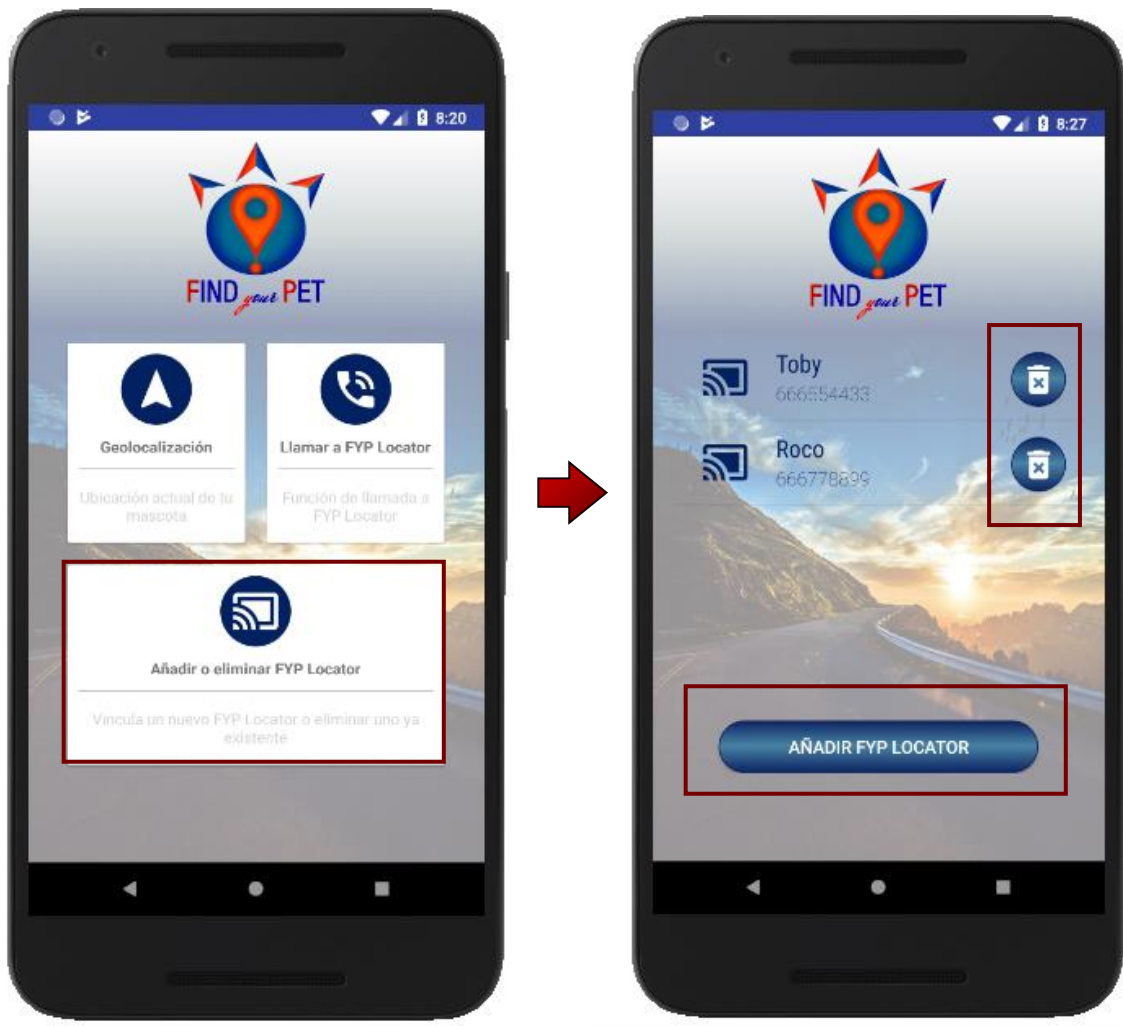 8:20
FIND your PET
Geolocalización
Llamar a FYP Locator
Ubicación actual de tu
mascota
Función de llamada a
FYP Locator
Añadir o eliminar FYP Locator
Vincula un nuevo FYP Locator o eliminar uno ya
existente
8:27
FIND your PET
Toby
666554433
Roco
666778899
AÑADIR FYP LOCATOR